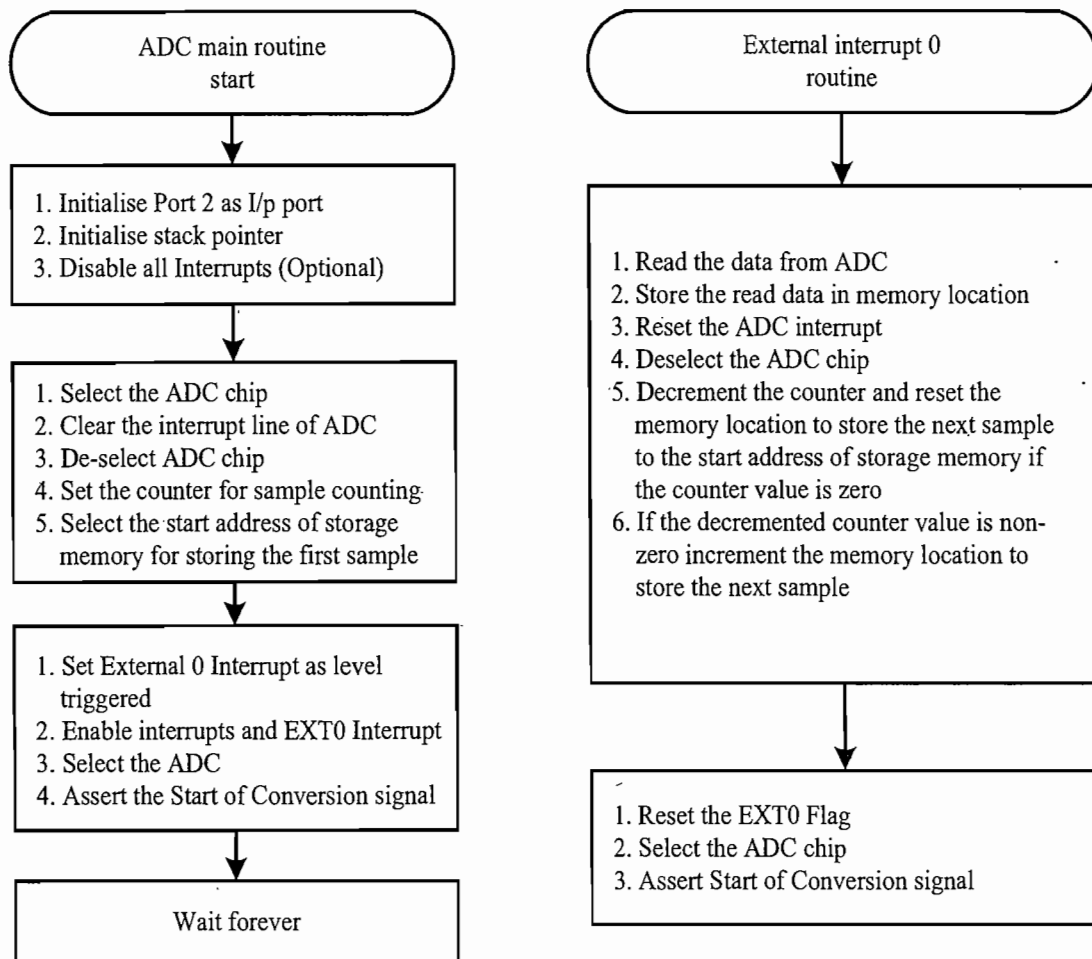 ADC main routine
start
1. Initialise Port 2 as I/p port
2. Initialise stack pointer
3. Disable all Interrupts (Optional)
1. Select the ADC chip
2. Clear the interrupt line of ADC
3. De-select ADC chip
4. Set the counter for sample counting
5. Select the start address of storage
memory for storing the first sample
1. Set External 0 Interrupt as level
triggered
2. Enable interrupts and EXT0 Interrupt
3. Select the ADC
4. Assert the Start of Conversion signal
Wait forever
External interrupt 0
routine
1. Read the data from ADC
2. Store the read data in memory location
3. Reset the ADC interrupt
4. Deselect the ADC chip
5. Decrement the counter and reset the
memory location to store the next sample
to the start address of storage memory if
the counter value is zero
6. If the decremented counter value is non-
zero increment the memory location to
store the next sample
1. Reset the EXT0 Flag
2. Select the ADC chip
3. Assert Start of Conversion signal